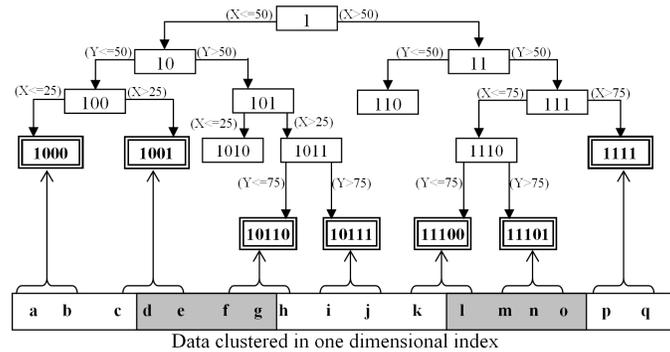 (X<=50) 1 (X>50)
(Y<=50) 10 (Y>50) (Y<=50) 11 (Y>50)
(X<=25) 100 (X>25) 101 110 (X<=75) 111 (X>75)
(X<=25) (X>25)
1000 1001 1010 1011 1110 1111
(Y<=75) (Y>75) (Y<=75) (Y>75)
10110 10111 11100 11101
a b c d e f g h i j k l m n o p q
Data clustered in one dimensional index